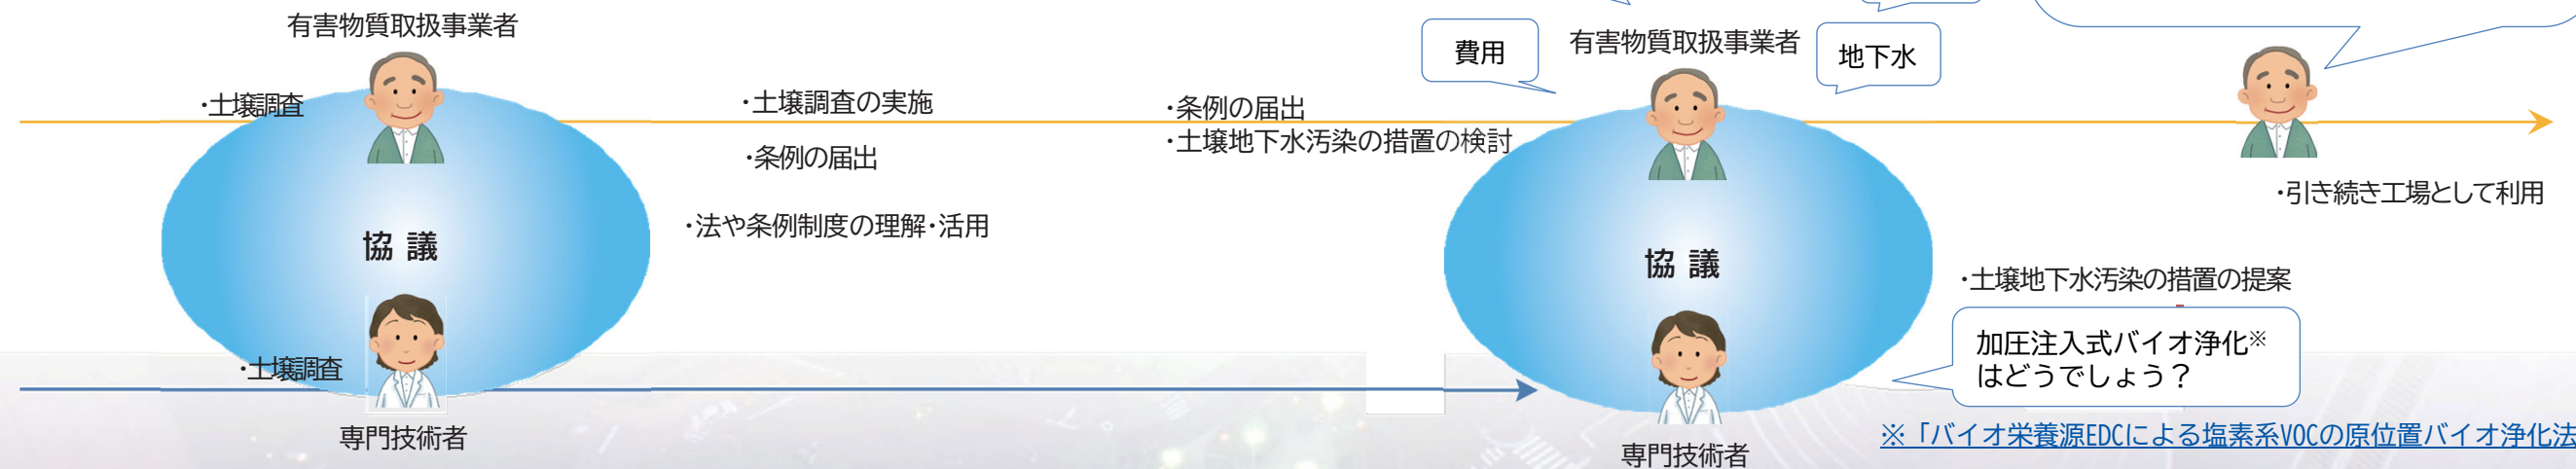 有害物質取扱事業者
・土壌調査
協 議
・土壌調査
専門技術者
・土壌調査の実施
・条例の届出
・法や条例制度の理解・活用
・条例の届出
・土壌地下水汚染の措置の検討
費用
有害物質取扱事業者
地下水
協 議
専門技術者
・土壌地下水汚染の措置の提案
加圧注入式バイオ浄化※
はどうでしょう？
・引き続き工場として利用
※「バイオ栄養源EDCによる塩素系VOCの原位置バイオ浄化法